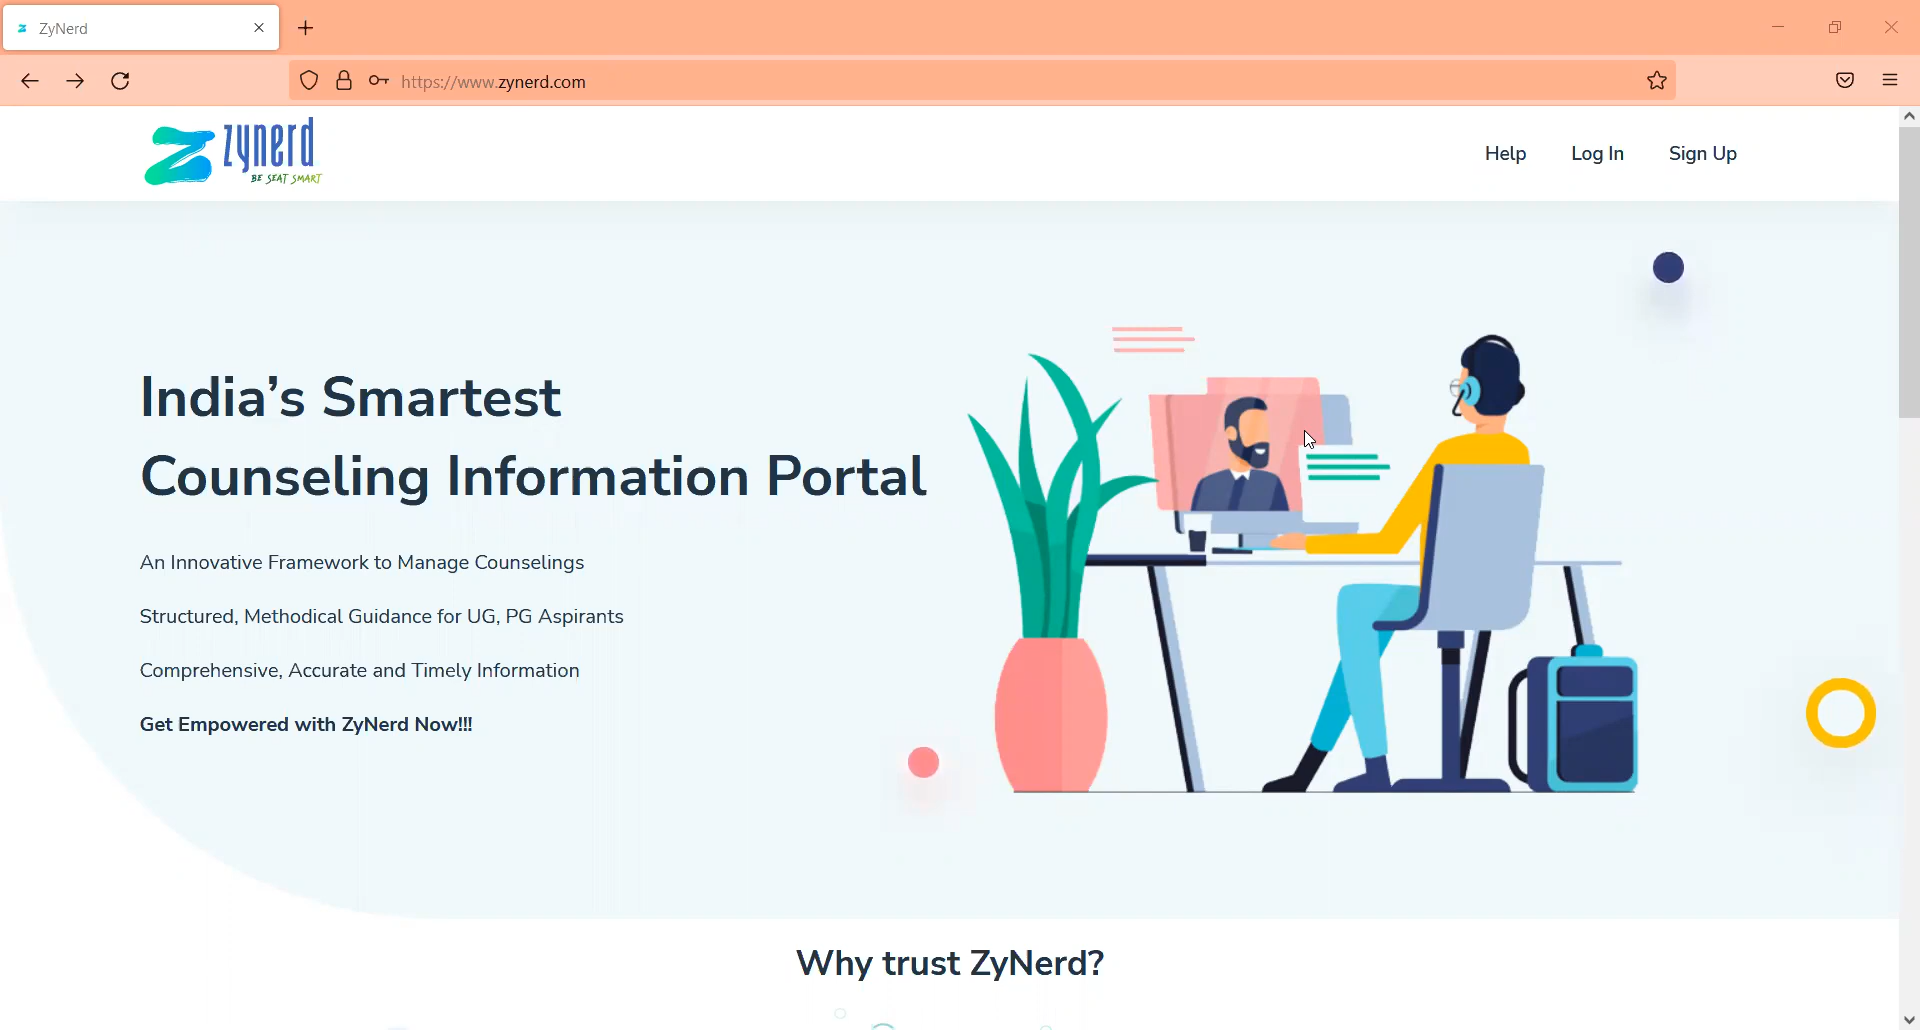 ZyNerd
https://www.zynerd.com
zynerd
BE SEAT SMART
Help
Log In
Sign Up
India’s Smartest
Counseling Information Portal
An Innovative Framework to Manage Counselings
Structured, Methodical Guidance for UG, PG Aspirants
Comprehensive, Accurate and Timely Information
Get Empowered with ZyNerd Now!!!
Why trust ZyNerd?